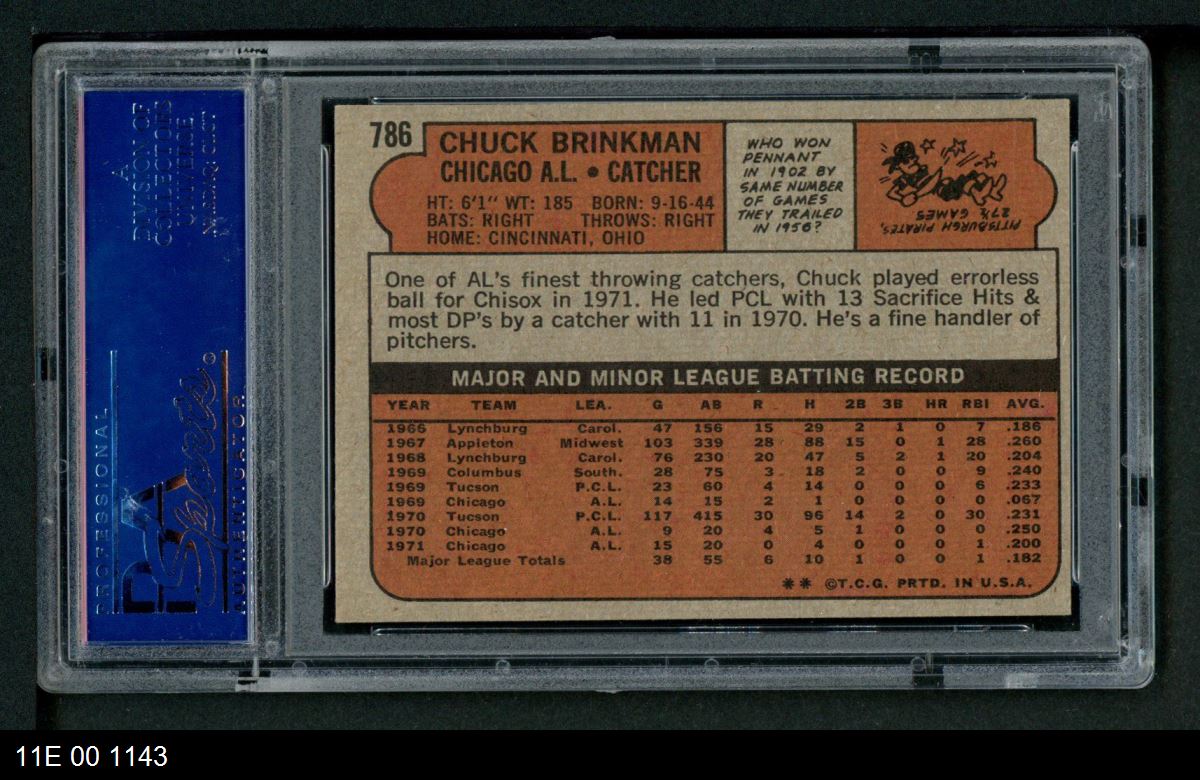 A
DIVISION OF
COLLECTORS
UNIVERSE
NASDAQ: CLCT
PROFESSIONAL
PSA
Sports
AUTHENTICATOR
786
CHUCK BRINKMAN
CHICAGO A.L. • CATCHER
HT: 6'1" WT: 185 BORN: 9-16-44
BATS: RIGHT THROWS: RIGHT
HOME: CINCINNATI, OHIO
WHO WON
PENNANT
IN 1902 BY
SAME NUMBER
OF GAMES
THEY TRAILED
IN 1956?
PITTSBURGH PIRATES,
27½ GAMES
One of AL's finest throwing catchers, Chuck played errorless
ball for Chisox in 1971. He led PCL with 13 Sacrifice Hits &
most DP's by a catcher with 11 in 1970. He's a fine handler of
pitchers.
MAJOR AND MINOR LEAGUE BATTING RECORD
YEAR TEAM LEA. G AB R H 2B 3B HR RBI AVG.
1966 Lynchburg Carol. 47 156 15 29 2 1 0 7 .186
1967 Appleton Midwest 103 339 28 88 15 0 1 28 .260
1968 Lynchburg Carol. 76 230 20 47 5 2 1 20 .204
1969 Columbus South. 28 75 3 18 2 0 0 9 .240
1969 Tucson P.C.L. 23 60 4 14 0 0 0 6 .233
1969 Chicago A.L. 14 15 2 1 0 0 0 0 .067
1970 Tucson P.C.L. 117 415 30 96 14 2 0 30 .231
1970 Chicago A.L. 9 20 4 5 1 0 0 0 .250
1971 Chicago A.L. 15 20 0 4 0 0 0 1 .200
Major League Totals 38 55 6 10 1 0 0 1 .182
** ©T.C.G. PRTD. IN U.S.A.
11E 00 1143